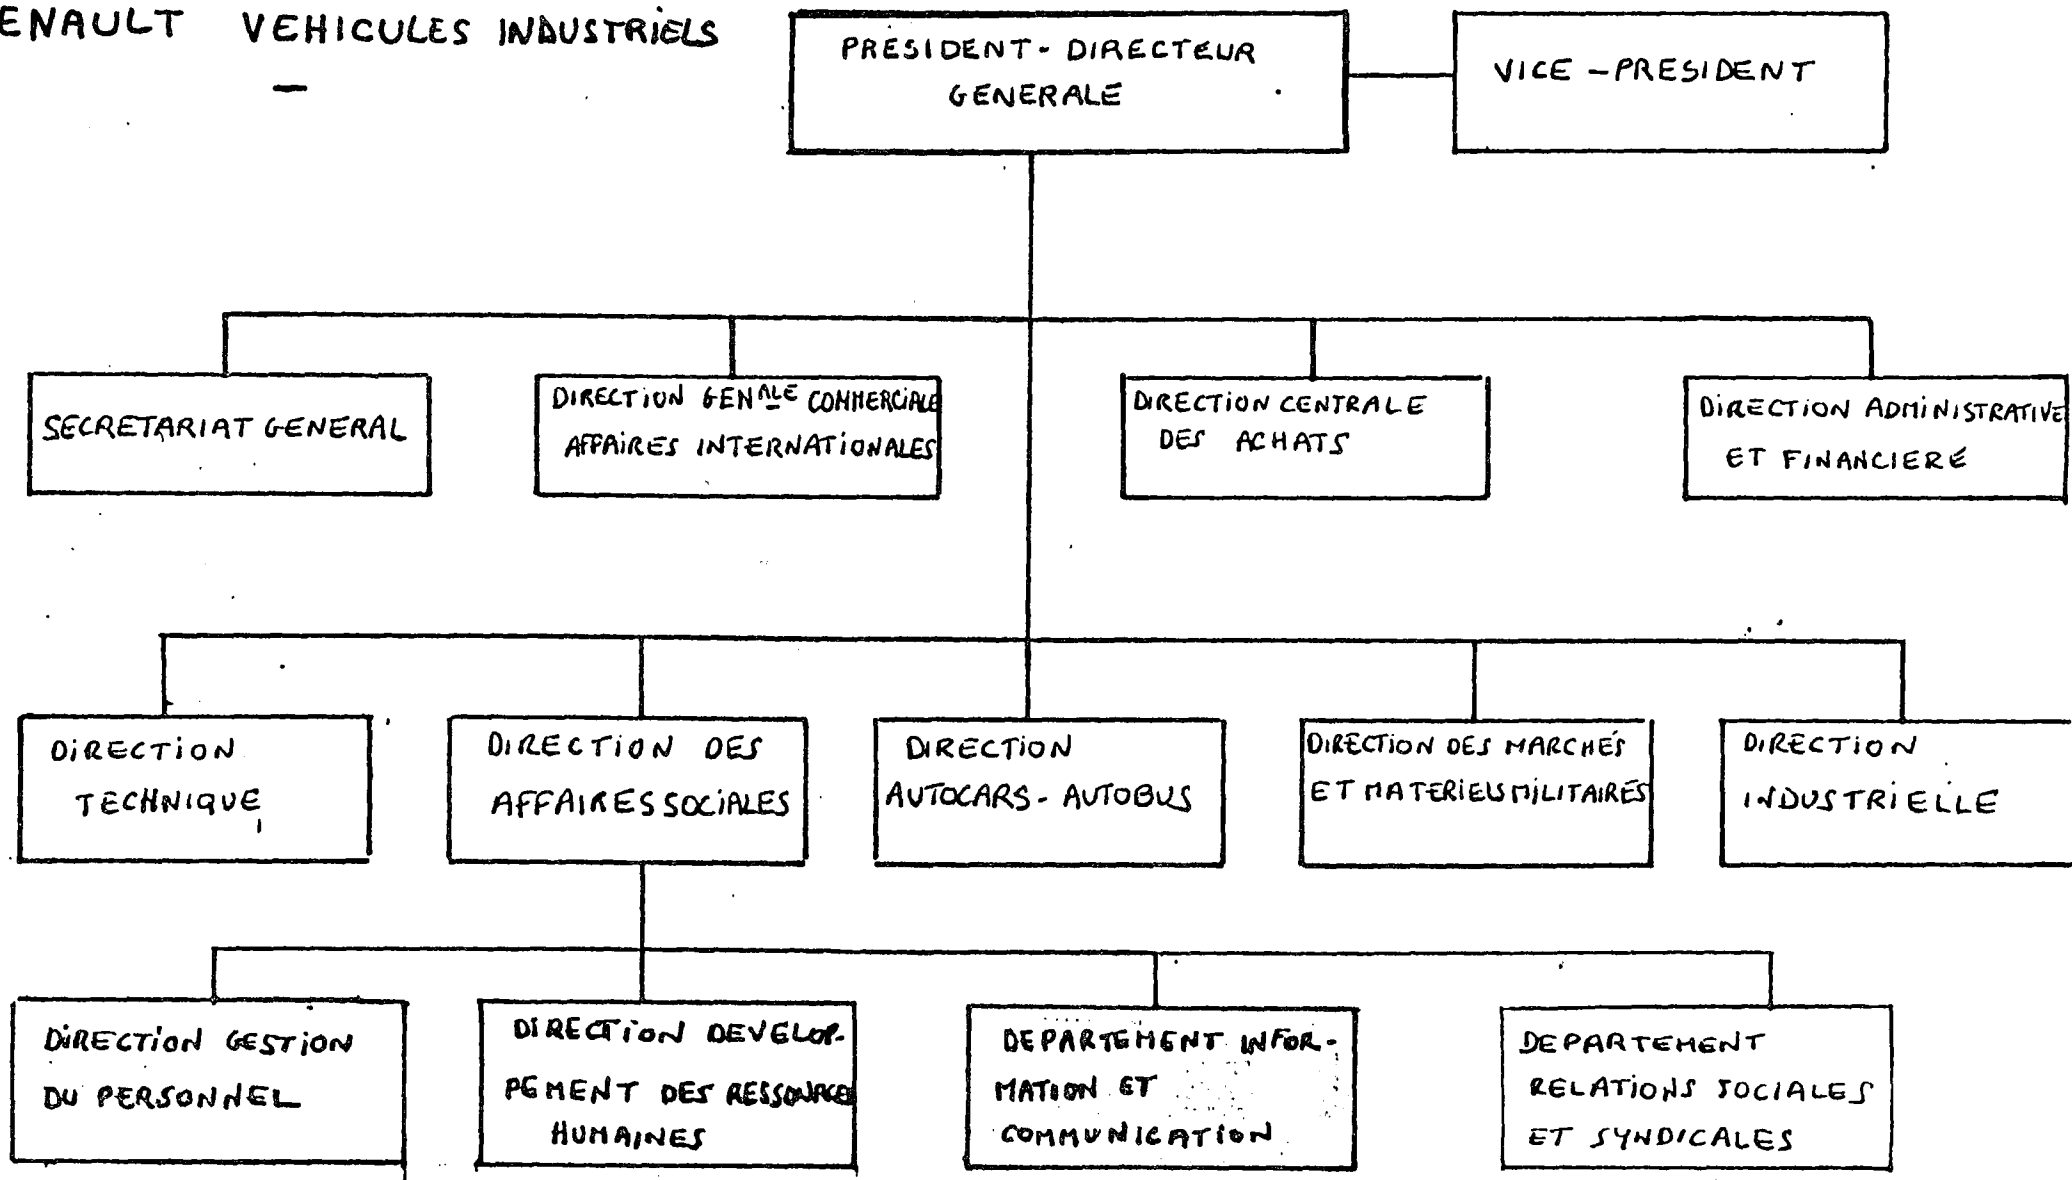 ENAULT VEHICULES INDUSTRIELS
PRESIDENT - DIRECTEUR
GENERALE
VICE - PRESIDENT
SECRETARIAT GENERAL
DIRECTION GENALE COMMERCIALE
AFFAIRES INTERNATIONALES
DIRECTION CENTRALE
DES ACHATS
DIRECTION ADMINISTRATIVE
ET FINANCIERE
DIRECTION
TECHNIQUE
DIRECTION DES
AFFAIRES SOCIALES
DIRECTION
AUTOCARS - AUTOBUS
DIRECTION DES MARCHÉS
ET MATERIELS MILITAIRES
DIRECTION
INDUSTRIELLE
DIRECTION GESTION
DU PERSONNEL
DIRECTION DEVELOP-
PEMENT DES RESSOURCES
HUMAINES
DEPARTEMENT INFOR-
MATION ET
COMMUNICATION
DEPARTEMENT
RELATIONS SOCIALES
ET SYNDICALES